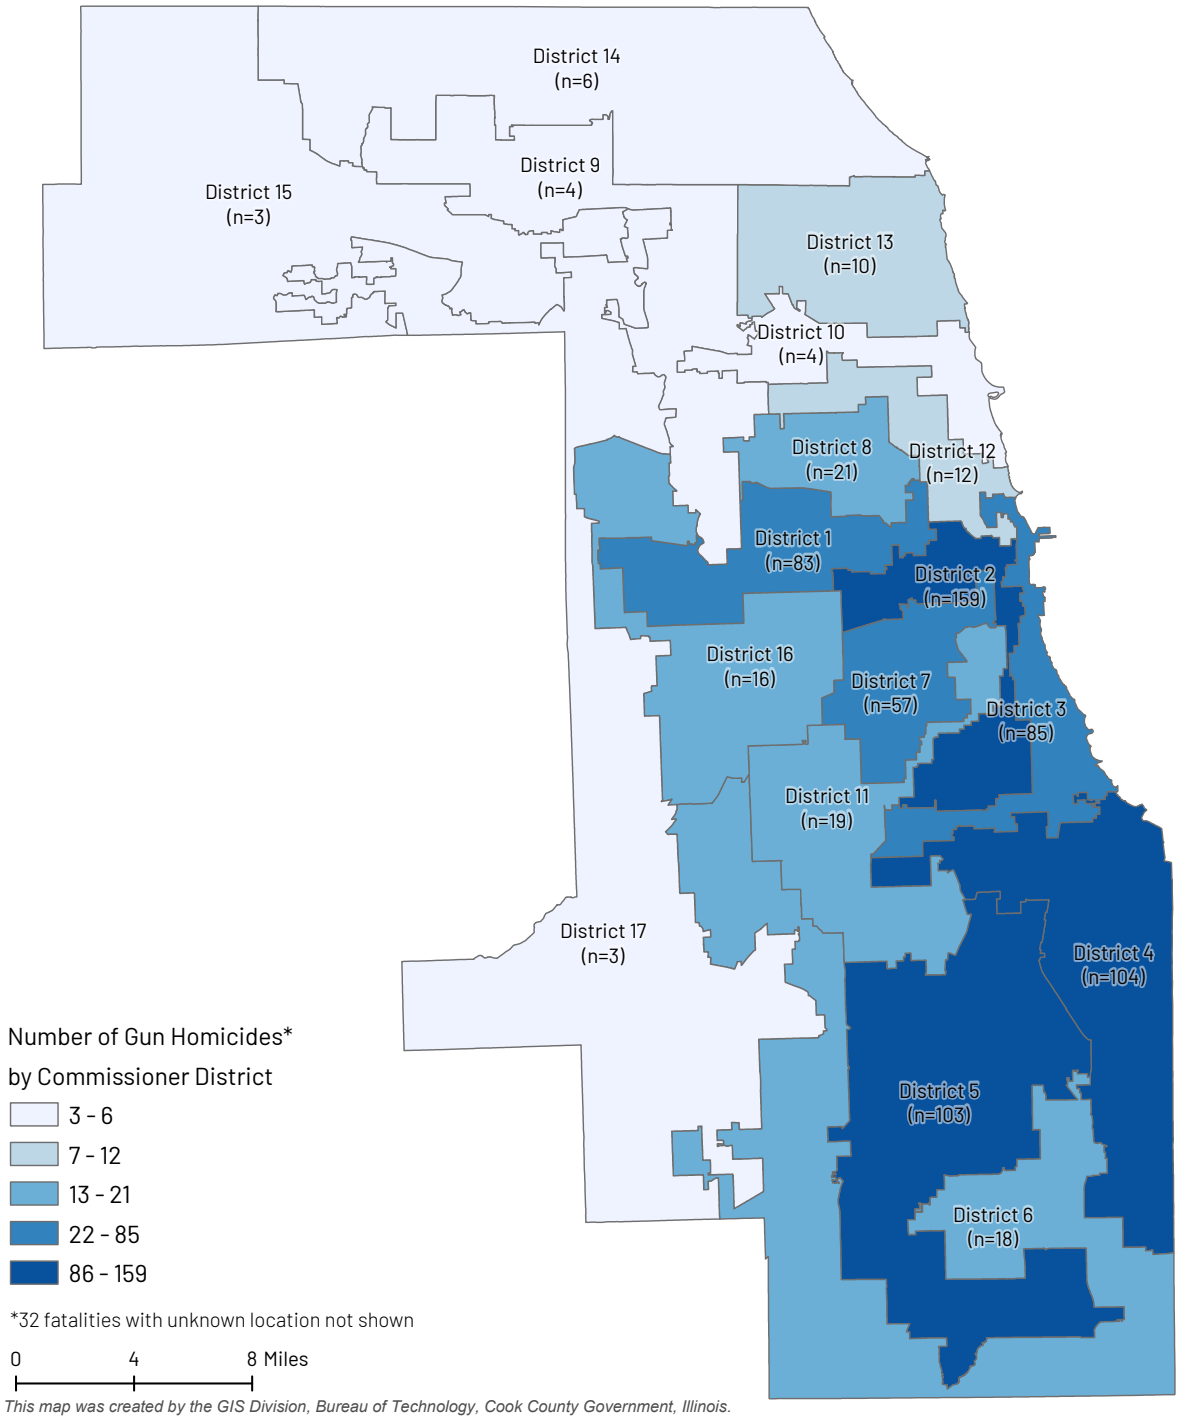 District 14
(n=6)
District 9
(n=4)
District 15
(n=3)
District 13
(n=10)
District 10
(n=4)
District 8
(n=21)
District 12
(n=12)
District 1
(n=83)
District 2
(n=159)
District 16
(n=16)
District 7
(n=57)
District 3
(n=85)
District 11
(n=19)
District 17
(n=3)
District 4
(n=104)
District 5
(n=103)
District 6
(n=18)
Number of Gun Homicides*
by Commissioner District
3 - 6
7 - 12
13 - 21
22 - 85
86 - 159
*32 fatalities with unknown location not shown
0 4 8 Miles
This map was created by the GIS Division, Bureau of Technology, Cook County Government, Illinois.